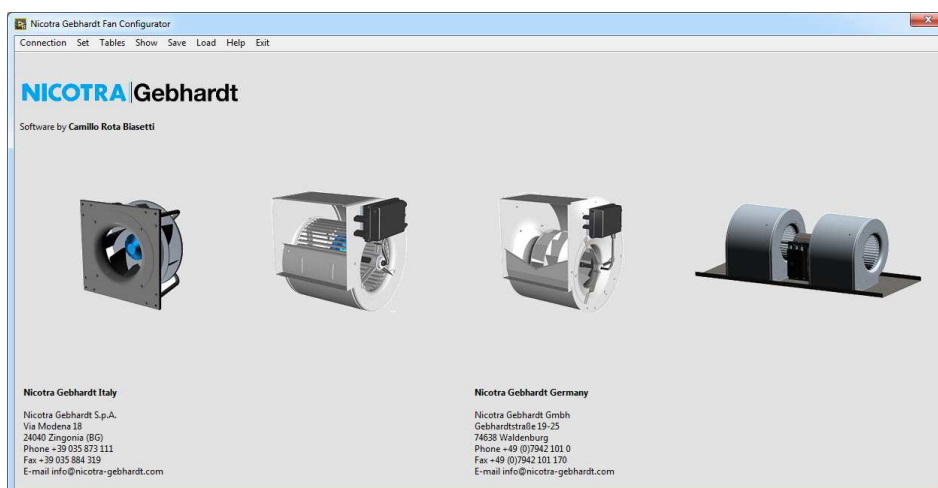 Nicotra Gebhardt Fan Configurator
Connection Set Tables Show Save Load Help Exit
NICOTRA Gebhardt
Software by Camillo Rota Biasetti
Nicotra Gebhardt Italy
Nicotra Gebhardt S.p.A.
Via Modena 18
24040 Zingonia (BG)
Phone +39 035 873 111
Fax +39 035 884 319
E-mail info@nicotra-gebhardt.com
Nicotra Gebhardt Germany
Nicotra Gebhardt Gmbh
Gebhardtstraße 19-25
74638 Waldenburg
Phone +49 (0)7942 101 0
Fax +49 (0)7942 101 170
E-mail info@nicotra-gebhardt.com